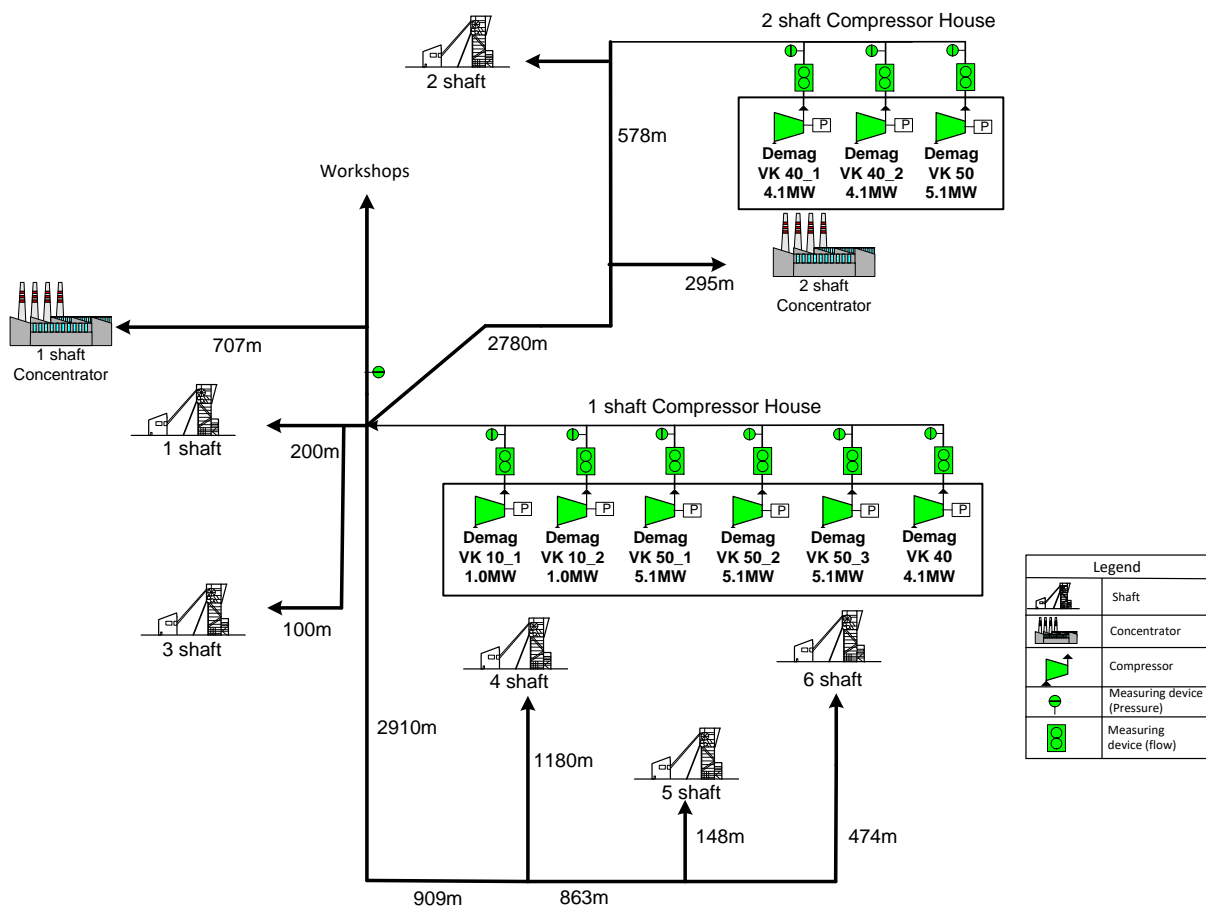 2 shaft Compressor House
2 shaft
578m
P
P
P
Demag
VK 40_1
4.1MW
Demag
VK 40_2
4.1MW
Demag
VK 50
5.1MW
Workshops
295m
2 shaft
Concentrator
2780m
707m
1 shaft
Concentrator
1 shaft
200m
1 shaft Compressor House
P
P
P
P
P
P
Demag
VK 10_1
1.0MW
Demag
VK 10_2
1.0MW
Demag
VK 50_1
5.1MW
Demag
VK 50_2
5.1MW
Demag
VK 50_3
5.1MW
Demag
VK 40
4.1MW
3 shaft
100m
4 shaft
6 shaft
2910m
1180m
5 shaft
148m
474m
909m
863m
Legend
Shaft
Concentrator
Compressor
Measuring device
(Pressure)
Measuring
device (flow)